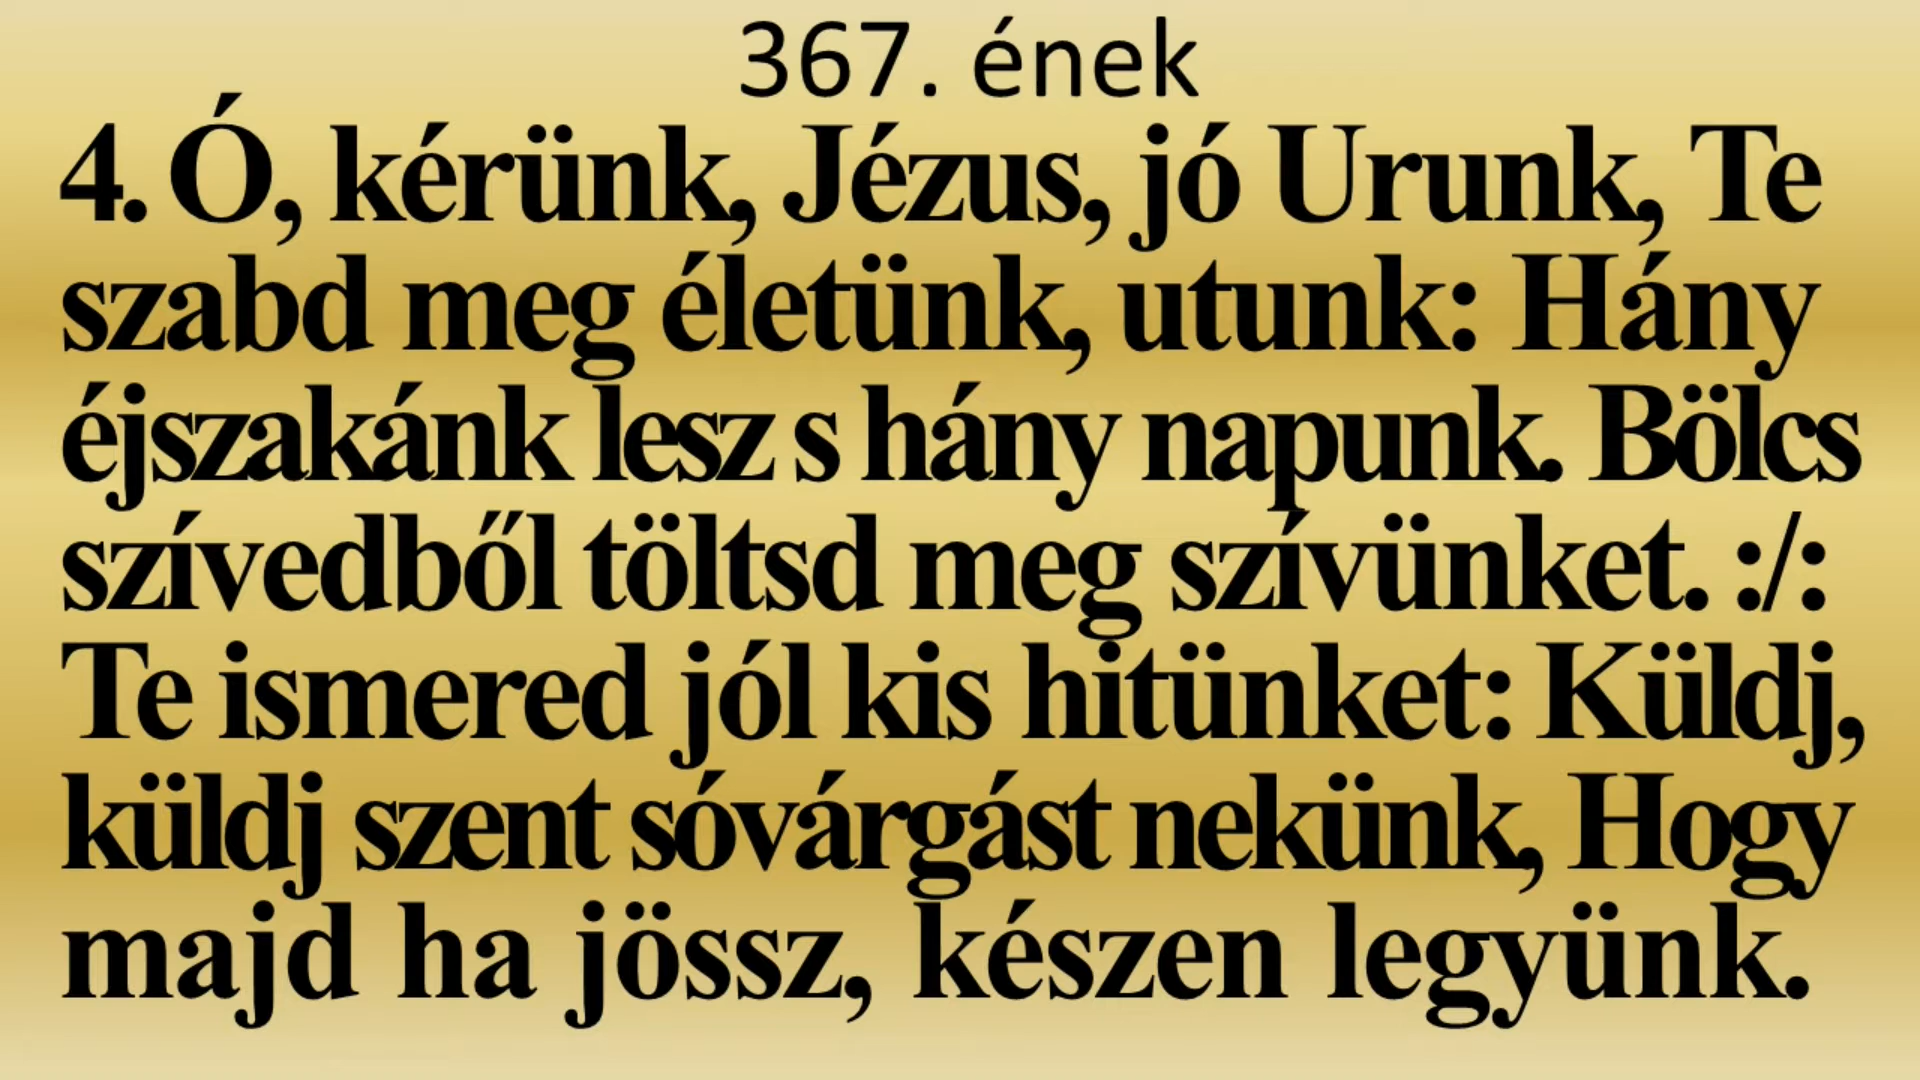 367. ének
4. Ó, kérünk, Jézus, jó Urunk, Te
szabd meg életünk, utunk: Hány
éjszakánk lesz s hány napunk. Bölcs
szívedből töltsd meg szívünket. :/:
Te ismered jól kis hitünket: Küldj,
küldj szent sóvárgást nekünk, Hogy
majd ha jössz, készen legyünk.